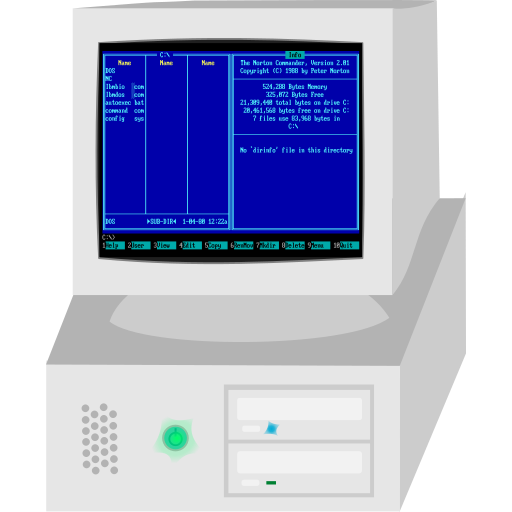 C:\
Name Name Name
DOS
NC
Ibmbio com
Ibmdos com
autoexec bat
command com
config sys
DOS ►SUB-DIR◄ 1-04-80 12:22a
Info
The Norton Commander, Version 2.01
Copyright (C) 1988 by Peter Norton
524,288 Bytes Memory
325,072 Bytes Free
21,309,440 total bytes on drive C:
20,461,568 bytes free on drive C:
7 files use 83,968 bytes in
C:\
No 'dirinfo' file in this directory
C:\>
1Help 2User 3View 4Edit 5Copy 6RenMov 7Mkdir 8Delete 9Menu 10Quit